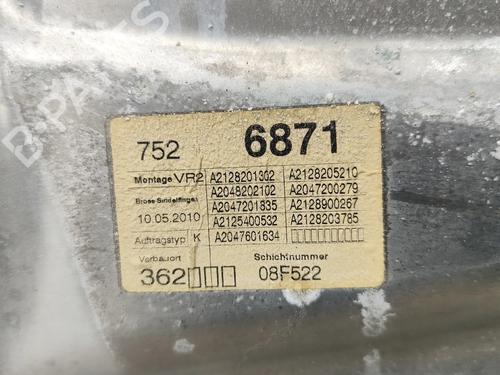 752 6871
Montage VR2 A2128201302 A2128205210
A2048202102 A2047200279
Brose Sindelfingen A2047201835 A2128900267
10.05.2010 A2125400532 A2128203785
Auftragstyp K A2047601634
Verbauort Schichtnummer
362 08F522
B-PARTS